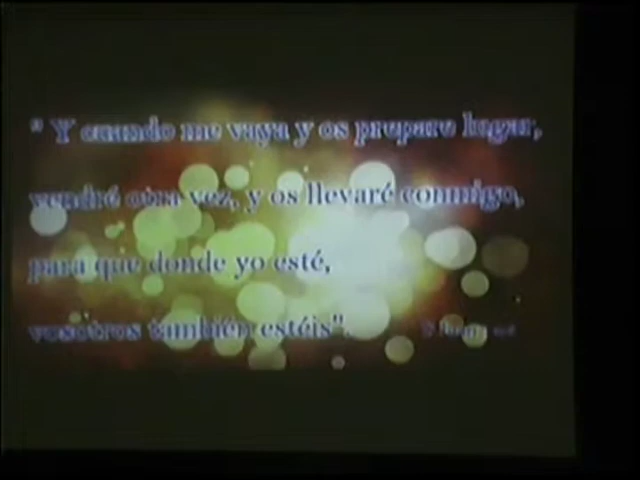 " Y cuando me vaya y os prepare lugar,
vendré otra vez, y os llevaré conmigo,
para que donde yo esté,
vosotros también estéis".